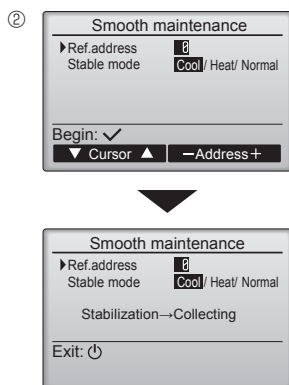 ②
Smooth maintenance
Ref.address 0
Stable mode Cool / Heat/ Normal
Begin: ✓
▼ Cursor ▲ −Address+
Smooth maintenance
Ref.address 0
Stable mode Cool / Heat/ Normal
Stabilization→Collecting
Exit: ⏻